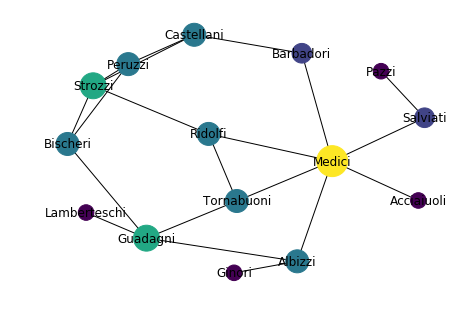 Castellani
Barbadori
Peruzzi
Pazzi
Strozzi
Salviati
Ridolfi
Bischeri
Medici
Tornabuoni
Acciaiuoli
Lamberteschi
Guadagni
Albizzi
Ginori